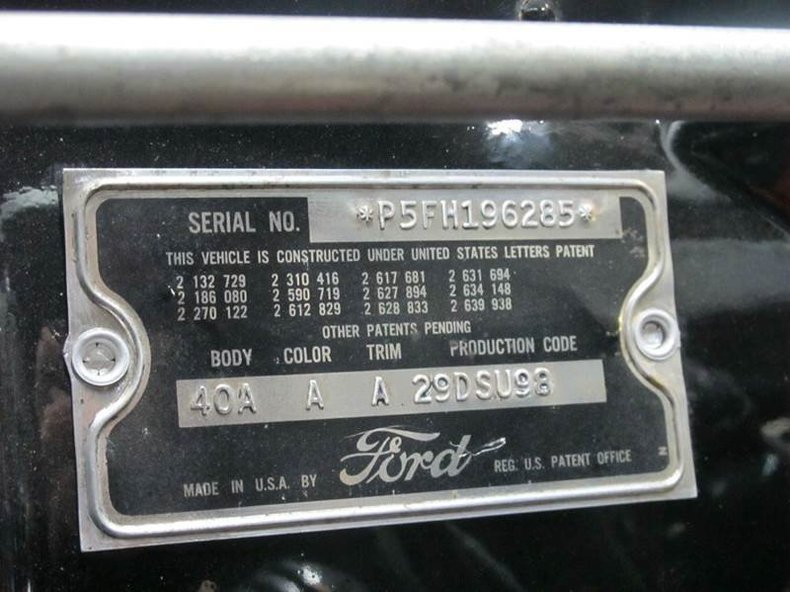 SERIAL NO. *P5FH196285*
THIS VEHICLE IS CONSTRUCTED UNDER UNITED STATES LETTERS PATENT
2 132 729 2 310 416 2 617 681 2 631 694
2 186 080 2 590 719 2 627 894 2 634 148
2 270 122 2 612 829 2 628 833 2 639 938
OTHER PATENTS PENDING
BODY COLOR TRIM PRODUCTION CODE
40A A A 29DSU98
MADE IN U.S.A. BY Ford REG. U.S. PATENT OFFICE
N